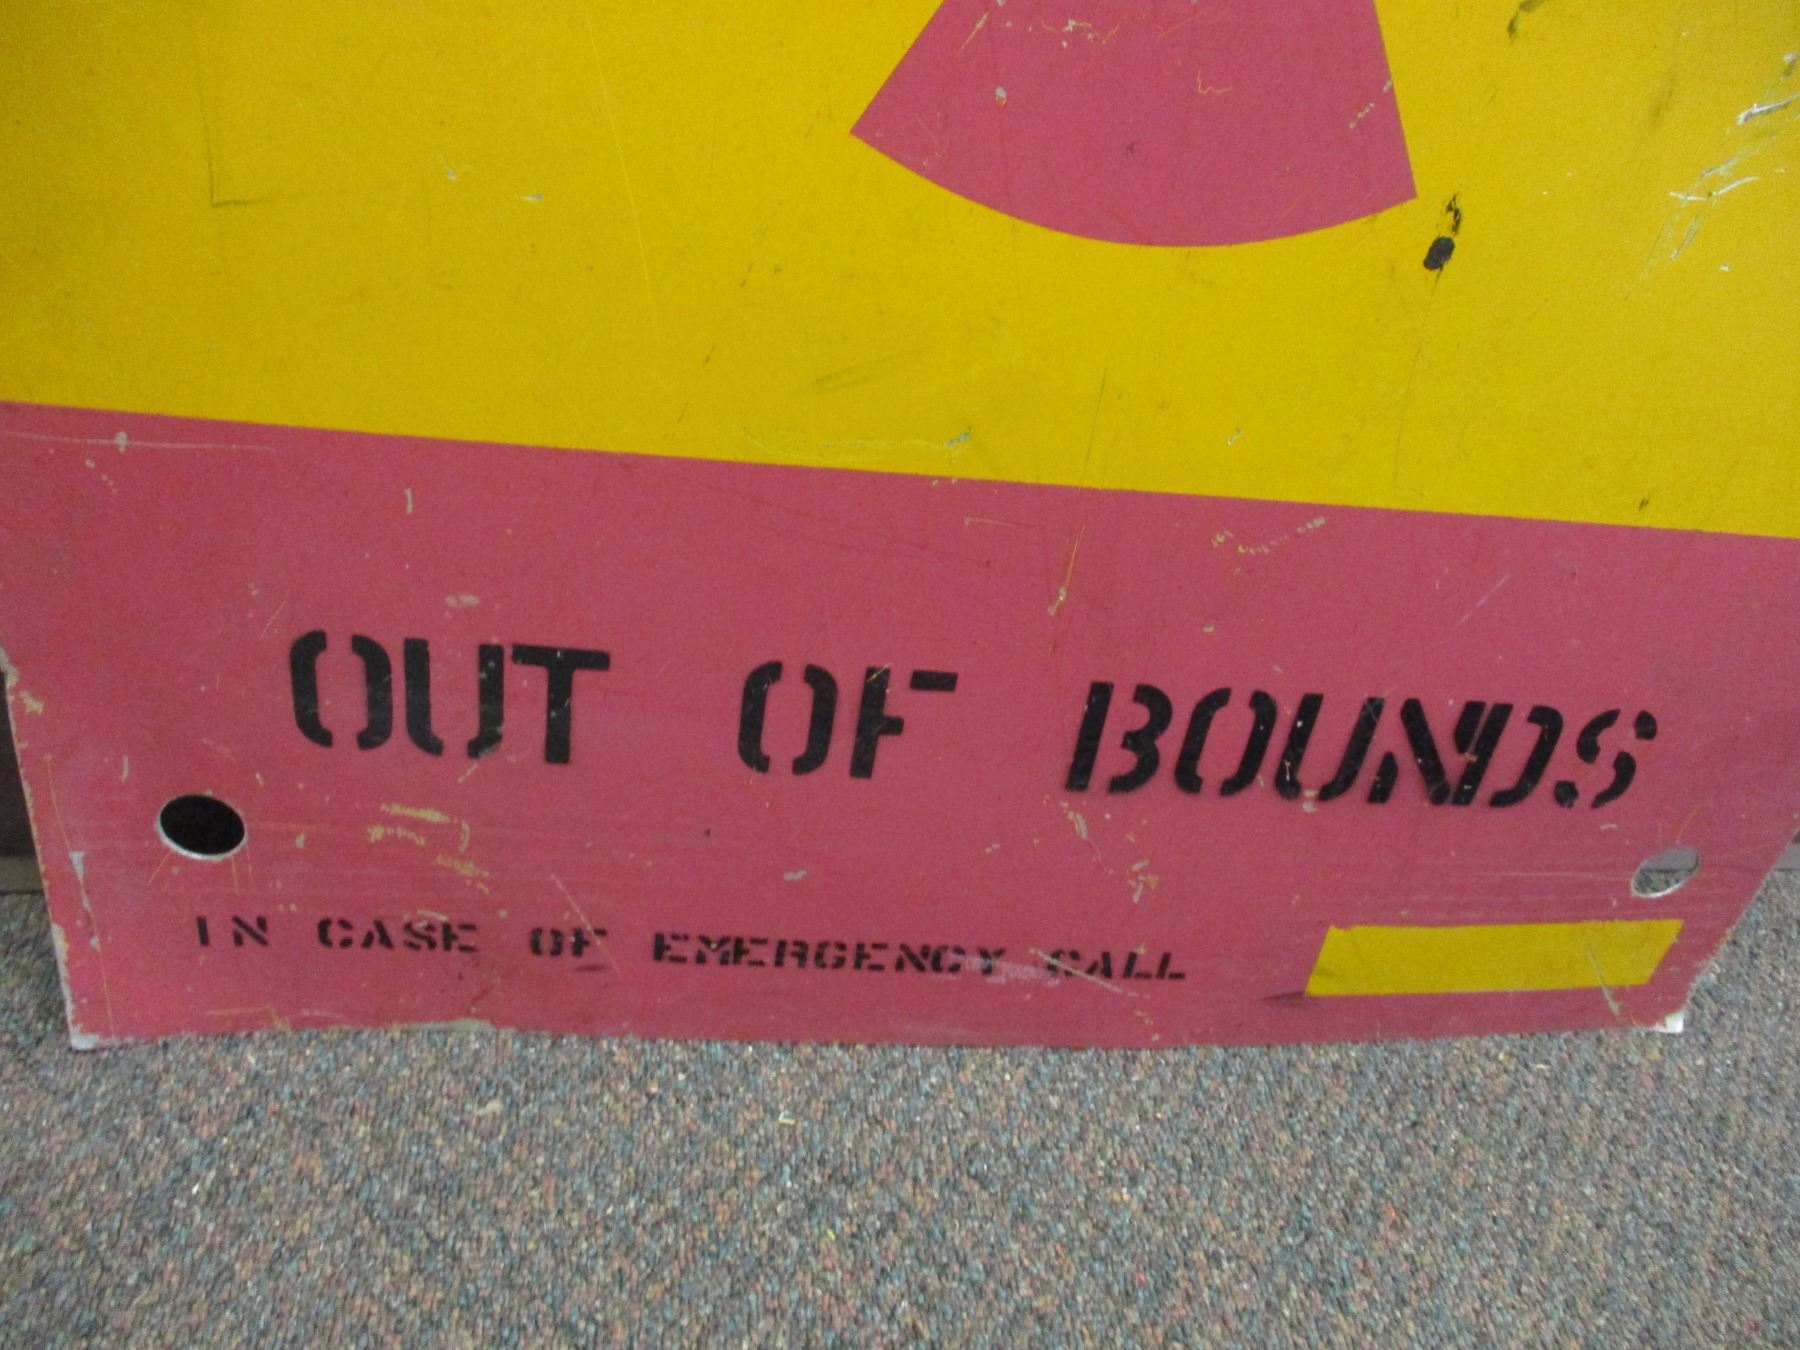 OUT OF BOUNDS
IN CASE OF EMERGENCY CALL